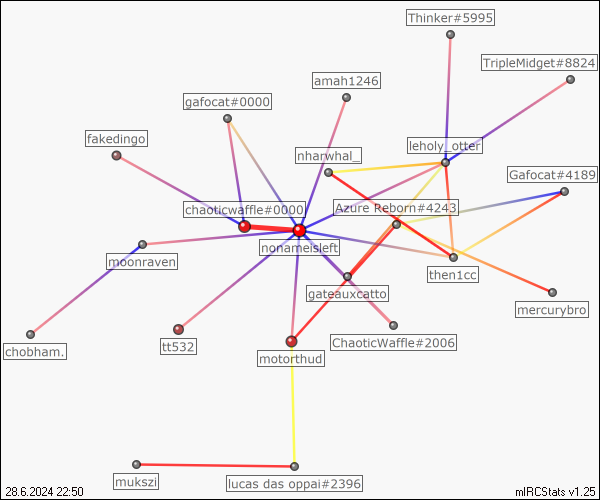 Thinker#5995
TripleMidget#8824
amah1246
gafocat#0000
fakedingo
leholy_otter
nharwhal_
Gafocat#4189
chaoticwaffle#0000
Azure Reborn#4243
nonameisleft
moonraven
then1cc
gateauxcatto
mercurybro
chobham.
tt532
ChaoticWaffle#2006
motorthud
mukszi
lucas das oppai#2396
28.6.2024 22:50
mIRCStats v1.25